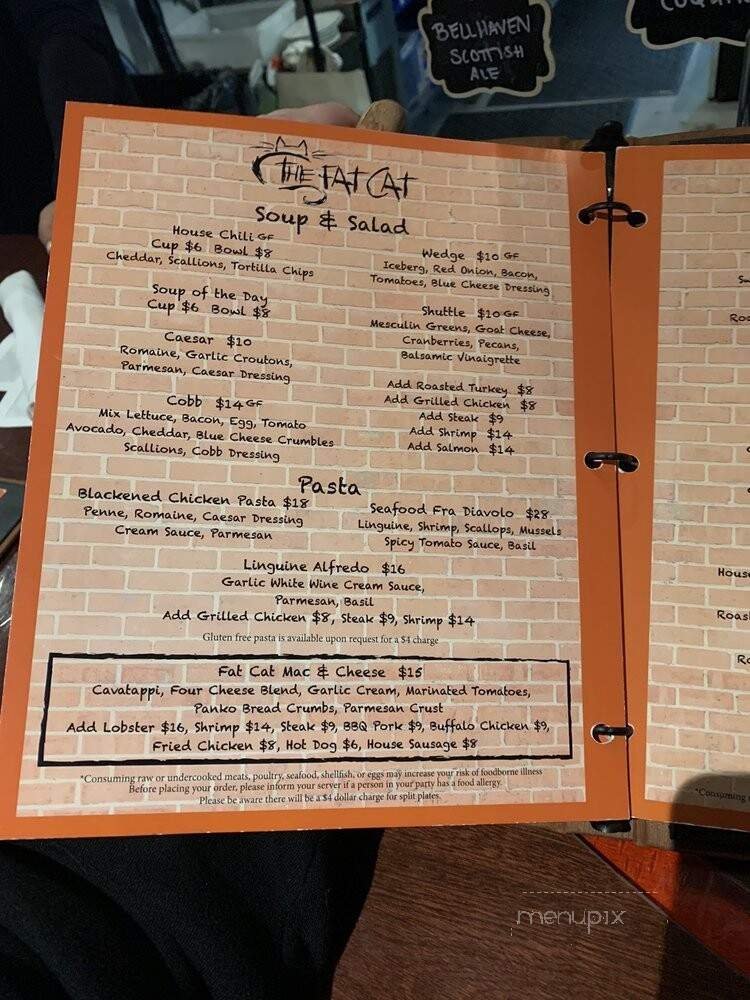 BELLHAVEN
SCOTTISH
ALE
THE FAT CAT
Soup & Salad
House Chili GF
Cup $6 Bowl $8
Cheddar, Scallions, Tortilla Chips
Soup of the Day
Cup $6 Bowl $8
Caesar $10
Romaine, Garlic Croutons,
Parmesan, Caesar Dressing
Cobb $14 GF
Mix Lettuce, Bacon, Egg, Tomato
Avocado, Cheddar, Blue Cheese Crumbles
Scallions, Cobb Dressing
Wedge $10 GF
Iceberg, Red Onion, Bacon,
Tomatoes, Blue Cheese Dressing
Shuttle $10 GF
Mesculin Greens, Goat Cheese,
Cranberries, Pecans,
Balsamic Vinaigrette
Add Roasted Turkey $8
Add Grilled Chicken $8
Add Steak $9
Add Shrimp $14
Add Salmon $14
Pasta
Blackened Chicken Pasta $18
Penne, Romaine, Caesar Dressing
Cream Sauce, Parmesan
Seafood Fra Diavolo $28
Linguine, Shrimp, Scallops, Mussels
Spicy Tomato Sauce, Basil
Linguine Alfredo $16
Garlic White Wine Cream Sauce,
Parmesan, Basil
Add Grilled Chicken $8, Steak $9, Shrimp $14
Gluten free pasta is available upon request for a $4 charge
Fat Cat Mac & Cheese $15
Cavatappi, Four Cheese Blend, Garlic Cream, Marinated Tomatoes,
Panko Bread Crumbs, Parmesan Crust
Add Lobster $16, Shrimp $14, Steak $9, BBQ Pork $9, Buffalo Chicken $9,
Fried Chicken $8, Hot Dog $6, House Sausage $8
*Consuming raw or undercooked meats, poultry, seafood, shellfish, or eggs may increase your risk of foodborne illness
Before placing your order, please inform your server if a person in your party has a food allergy.
Please be aware there will be a $4 dollar charge for split plates.
House
*Consuming
menupix